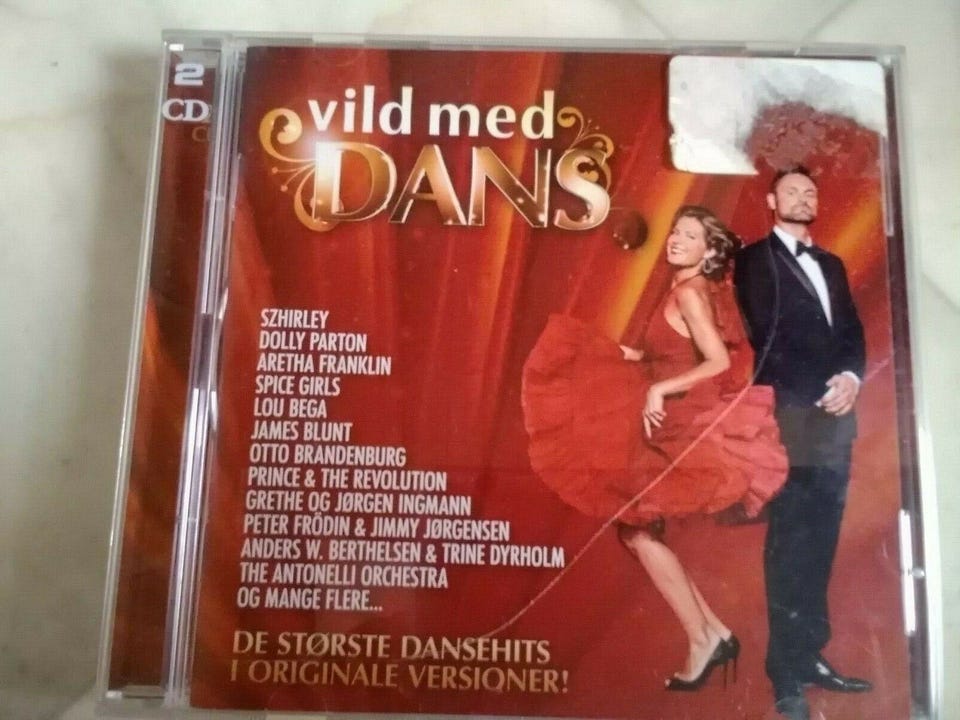 2
CD
vild med
DANS
SZHIRLEY
DOLLY PARTON
ARETHA FRANKLIN
SPICE GIRLS
LOU BEGA
JAMES BLUNT
OTTO BRANDENBURG
PRINCE & THE REVOLUTION
GRETHE OG JØRGEN INGMANN
PETER FRÖDIN & JIMMY JØRGENSEN
ANDERS W. BERTHELSEN & TRINE DYRHOLM
THE ANTONELLI ORCHESTRA
OG MANGE FLERE...
DE STØRSTE DANSEHITS
I ORIGINALE VERSIONER!